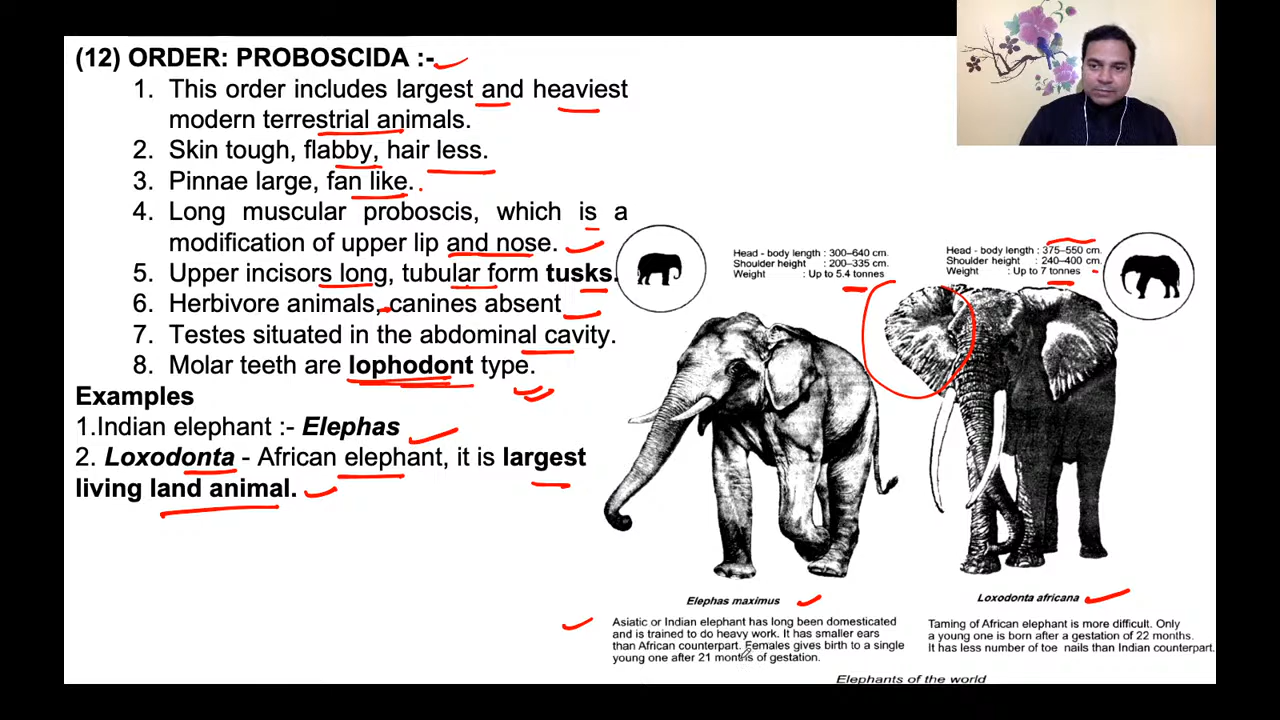 (12) ORDER: PROBOSCIDA :-
1. This order includes largest and heaviest
modern terrestrial animals.
2. Skin tough, flabby, hair less.
3. Pinnae large, fan like.
4. Long muscular proboscis, which is a
modification of upper lip and nose.
5. Upper incisors long, tubular form tusks.
6. Herbivore animals, canines absent
7. Testes situated in the abdominal cavity.
8. Molar teeth are lophodont type.
Examples
1.Indian elephant :- Elephas
2. Loxodonta - African elephant, it is largest
living land animal.
Head - body length : 300–640 cm.
Shoulder height : 200–335 cm.
Weight : Up to 5.4 tonnes
Head - body length : 375–550 cm.
Shoulder height : 240–400 cm.
Weight : Up to 7 tonnes
Elephas maximus
Asiatic or Indian elephant has long been domesticated
and is trained to do heavy work. It has smaller ears
than African counterpart. Females gives birth to a single
young one after 21 months of gestation.
Loxodonta africana
Taming of African elephant is more difficult. Only
a young one is born after a gestation of 22 months.
It has less number of toe nails than Indian counterpart.
Elephants of the world